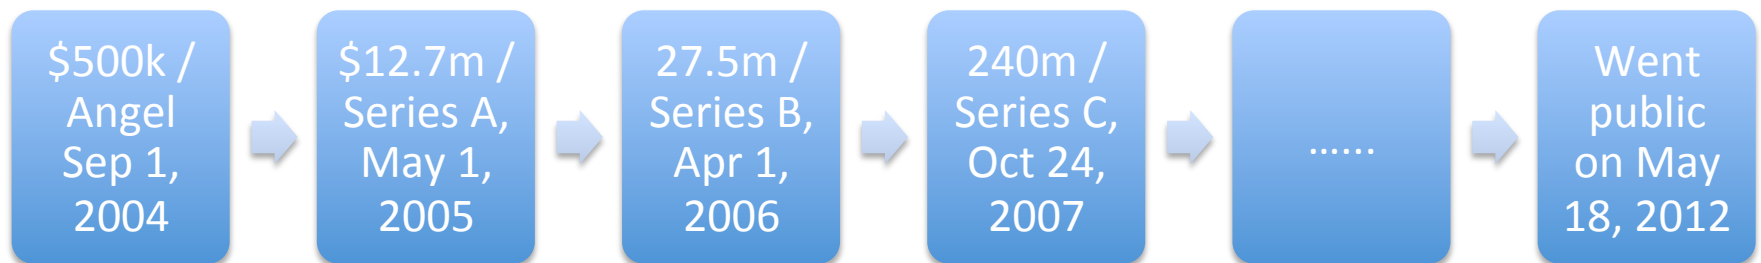 $500k /
Angel
Sep 1,
2004
$12.7m /
Series A,
May 1,
2005
27.5m /
Series B,
Apr 1,
2006
240m /
Series C,
Oct 24,
2007
......
Went
public
on May
18, 2012